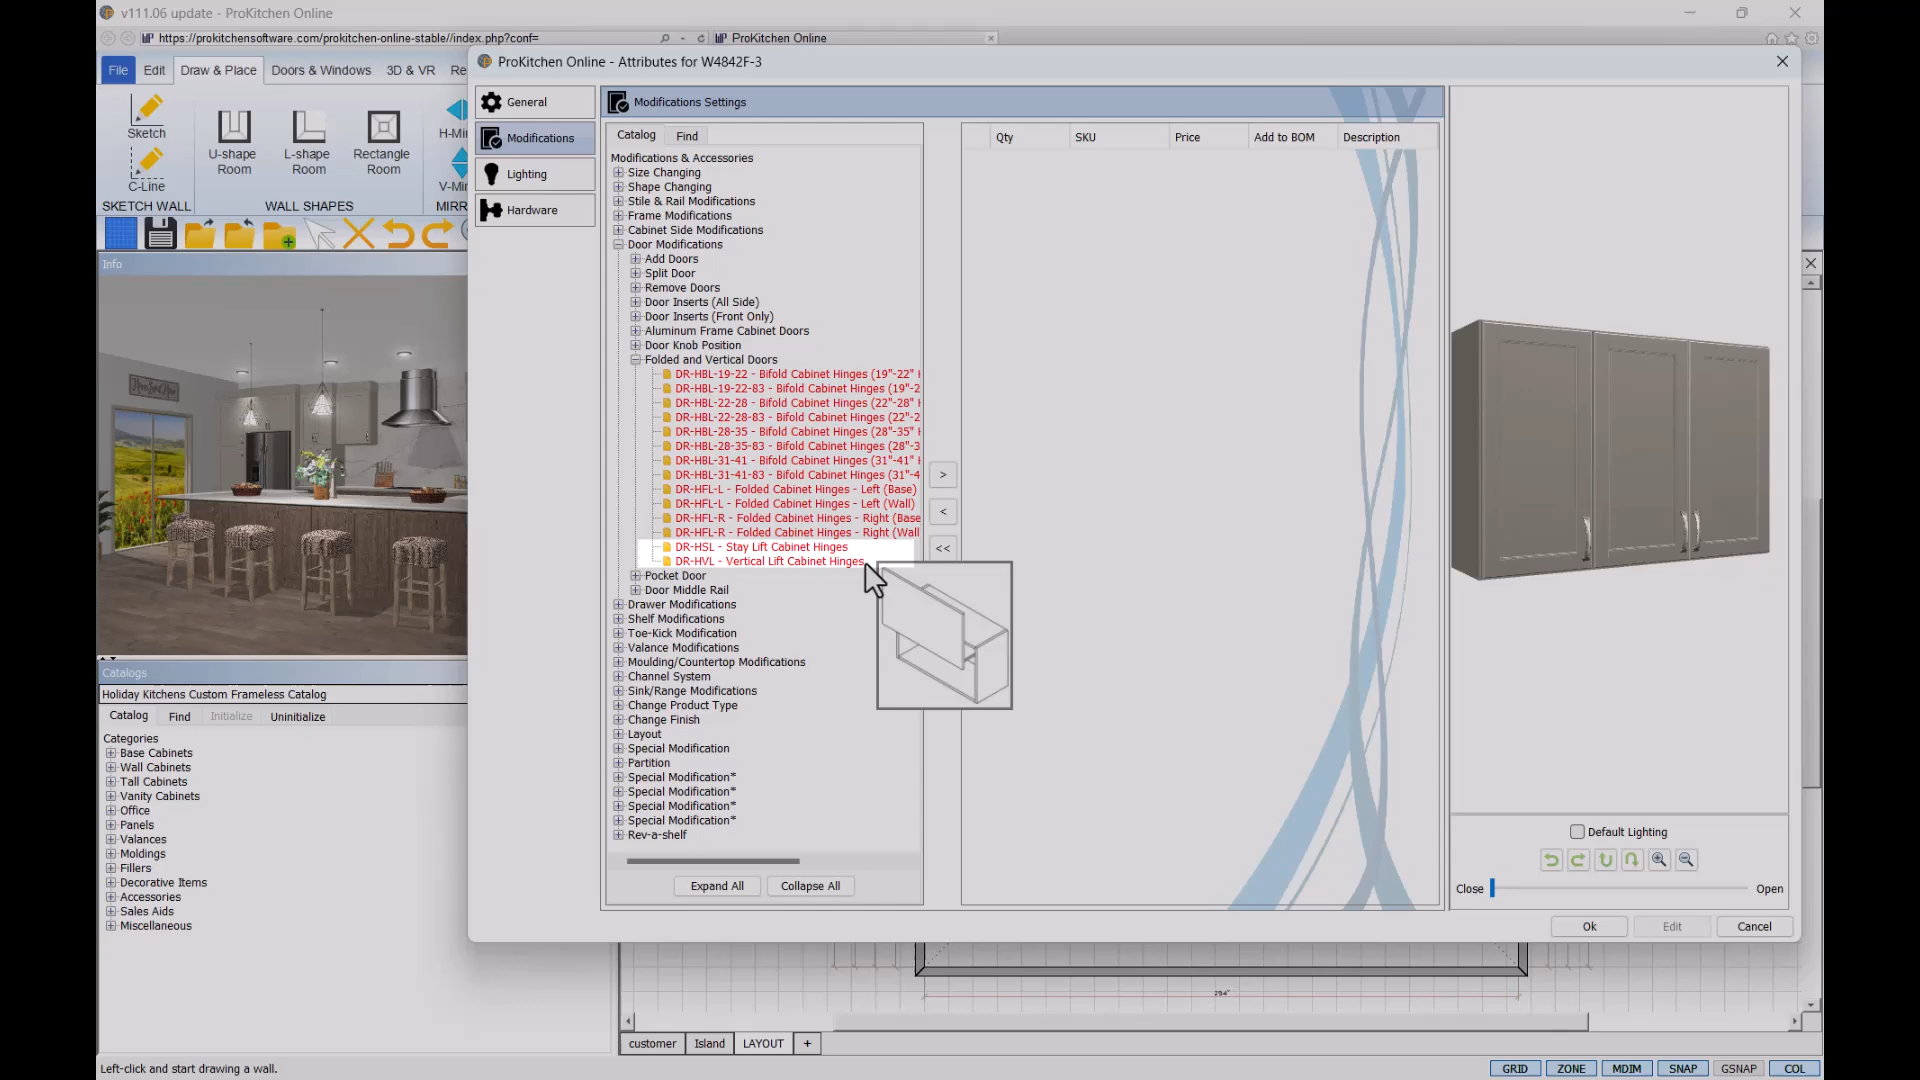 v111.06 update - ProKitchen Online
https://prokitchensoftware.com/prokitchen-online-stable//index.php?conf=
ProKitchen Online
File
Edit
Draw & Place
Doors & Windows
3D & VR
Re
Sketch
C-Line
SKETCH WALL
U-shape
Room
L-shape
Room
Rectangle
Room
WALL SHAPES
H-Mir
V-Mir
MIRR
Info
Catalogs
Holiday Kitchens Custom Frameless Catalog
Catalog
Find
Initialize
Uninitialize
Categories
Base Cabinets
Wall Cabinets
Tall Cabinets
Vanity Cabinets
Office
Panels
Valances
Moldings
Fillers
Decorative Items
Accessories
Sales Aids
Miscellaneous
ProKitchen Online - Attributes for W4842F-3
General
Modifications
Lighting
Hardware
Modifications Settings
Catalog
Find
Modifications & Accessories
Size Changing
Shape Changing
Stile & Rail Modifications
Frame Modifications
Cabinet Side Modifications
Door Modifications
Add Doors
Split Door
Remove Doors
Door Inserts (All Side)
Door Inserts (Front Only)
Aluminum Frame Cabinet Doors
Door Knob Position
Folded and Vertical Doors
DR-HBL-19-22 - Bifold Cabinet Hinges (19"-22" H
DR-HBL-19-22-83 - Bifold Cabinet Hinges (19"-2
DR-HBL-22-28 - Bifold Cabinet Hinges (22"-28" H
DR-HBL-22-28-83 - Bifold Cabinet Hinges (22"-2
DR-HBL-28-35 - Bifold Cabinet Hinges (28"-35" H
DR-HBL-28-35-83 - Bifold Cabinet Hinges (28"-3
DR-HBL-31-41 - Bifold Cabinet Hinges (31"-41" H
DR-HBL-31-41-83 - Bifold Cabinet Hinges (31"-4
DR-HFL-L - Folded Cabinet Hinges - Left (Base)
DR-HFL-L - Folded Cabinet Hinges - Left (Wall)
DR-HFL-R - Folded Cabinet Hinges - Right (Base
DR-HFL-R - Folded Cabinet Hinges - Right (Wall
DR-HSL - Stay Lift Cabinet Hinges
DR-HVL - Vertical Lift Cabinet Hinges
Pocket Door
Door Middle Rail
Drawer Modifications
Shelf Modifications
Toe-Kick Modification
Valance Modifications
Moulding/Countertop Modifications
Channel System
Sink/Range Modifications
Change Product Type
Change Finish
Layout
Special Modification
Partition
Special Modification*
Special Modification*
Special Modification*
Special Modification*
Rev-a-shelf
Expand All
Collapse All
>
<
<<
Qty
SKU
Price
Add to BOM
Description
Default Lighting
Close
Open
Ok
Edit
Cancel
294"
customer
Island
LAYOUT
+
Left-click and start drawing a wall.
GRID
ZONE
MDIM
SNAP
GSNAP
COL